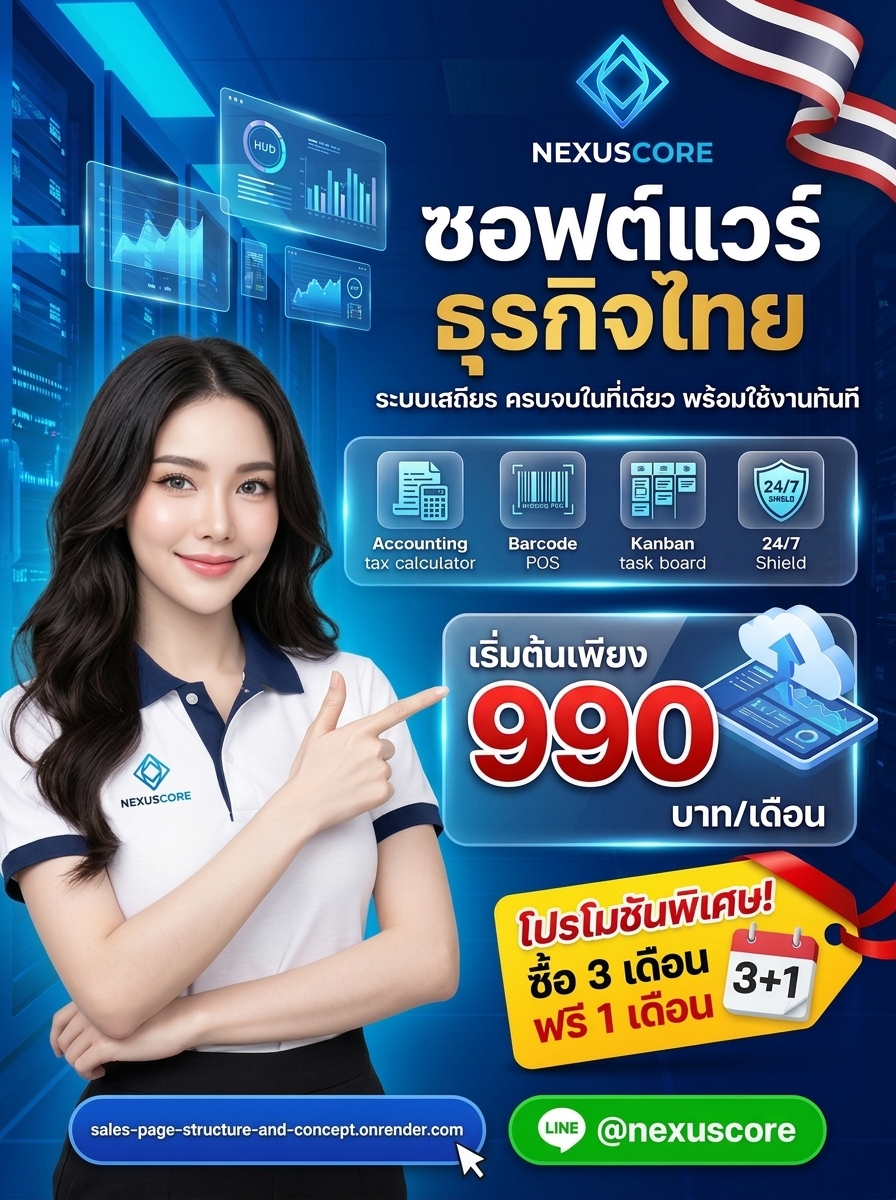 NEXUSCORE
ซอฟต์แวร์
ธุรกิจไทย
ระบบเสถียร ครบจบในที่เดียว พร้อมใช้งานทันที
HUD
24/7
SHIELD
Accounting
tax calculator
Barcode
POS
Kanban
task board
24/7
Shield
เริ่มต้นเพียง
990
บาท/เดือน
NEXUSCORE
โปรโมชันพิเศษ!
ซื้อ 3 เดือน
ฟรี 1 เดือน
3+1
sales-page-structure-and-concept.onrender.com
LINE @nexuscore